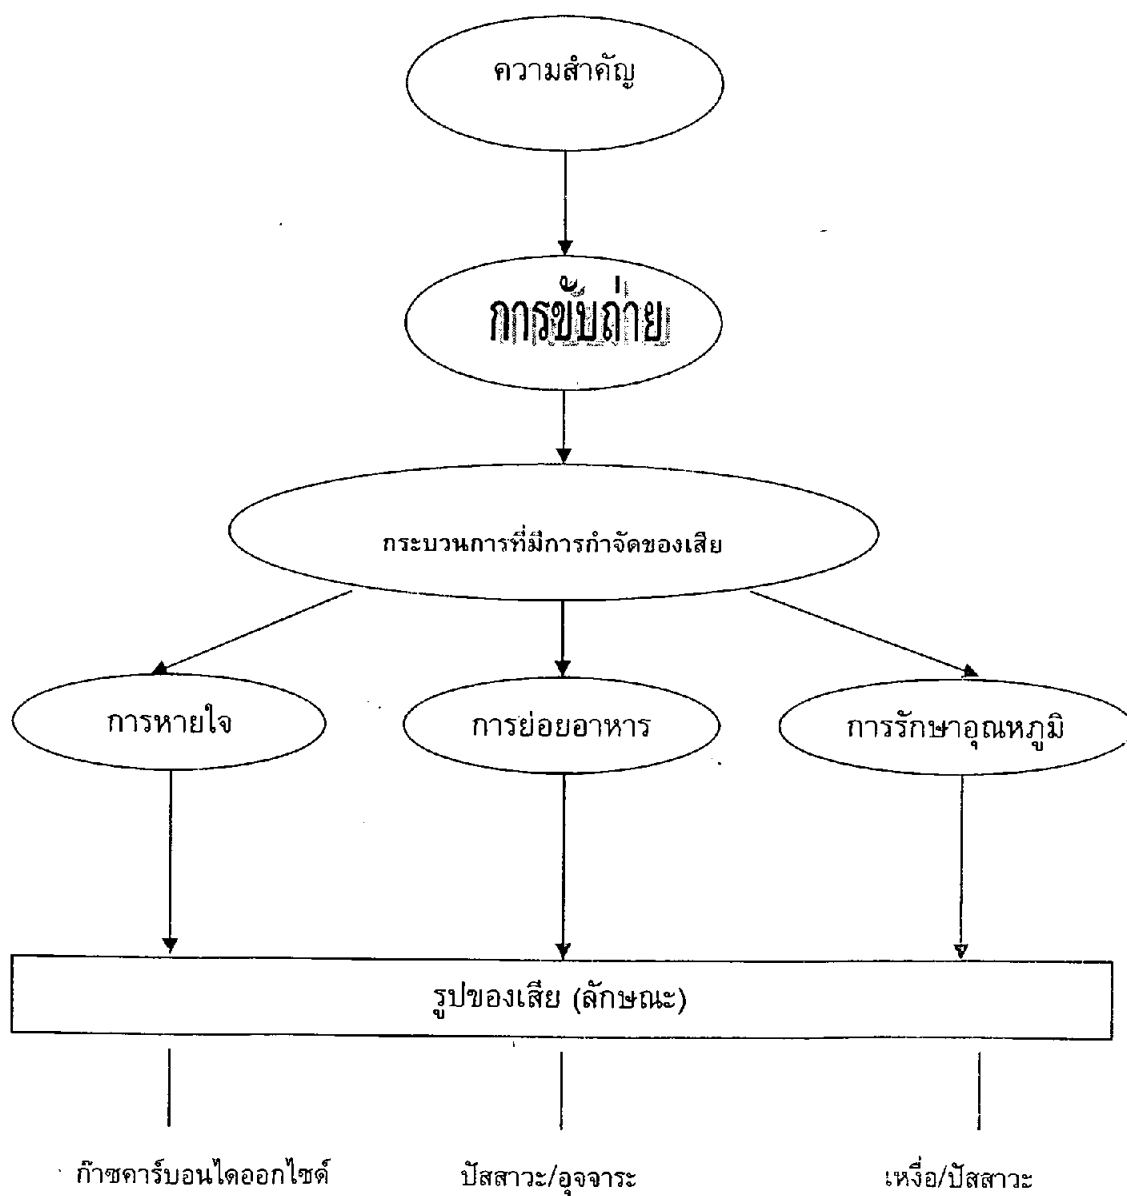 ความสำคัญ
การขับถ่าย
กระบวนการที่มีการกำจัดของเสีย
การหายใจ
การย่อยอาหาร
การรักษาอุณหภูมิ
รูปของเสีย (ลักษณะ)
ก๊าซคาร์บอนไดออกไซด์
ปัสสาวะ/อุจจาระ
เหงื่อ/ปัสสาวะ